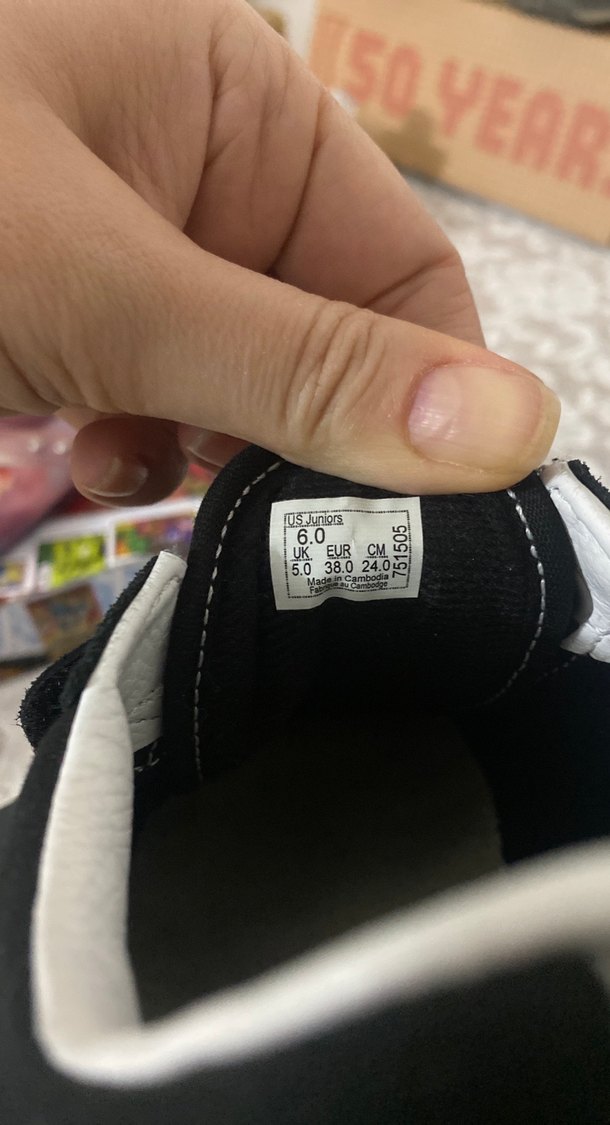 50 YEAR
US Juniors
6.0
UK EUR CM
5.0 38.0 24.0
Made in Cambodia
Fabriqué au Cambodge
751505